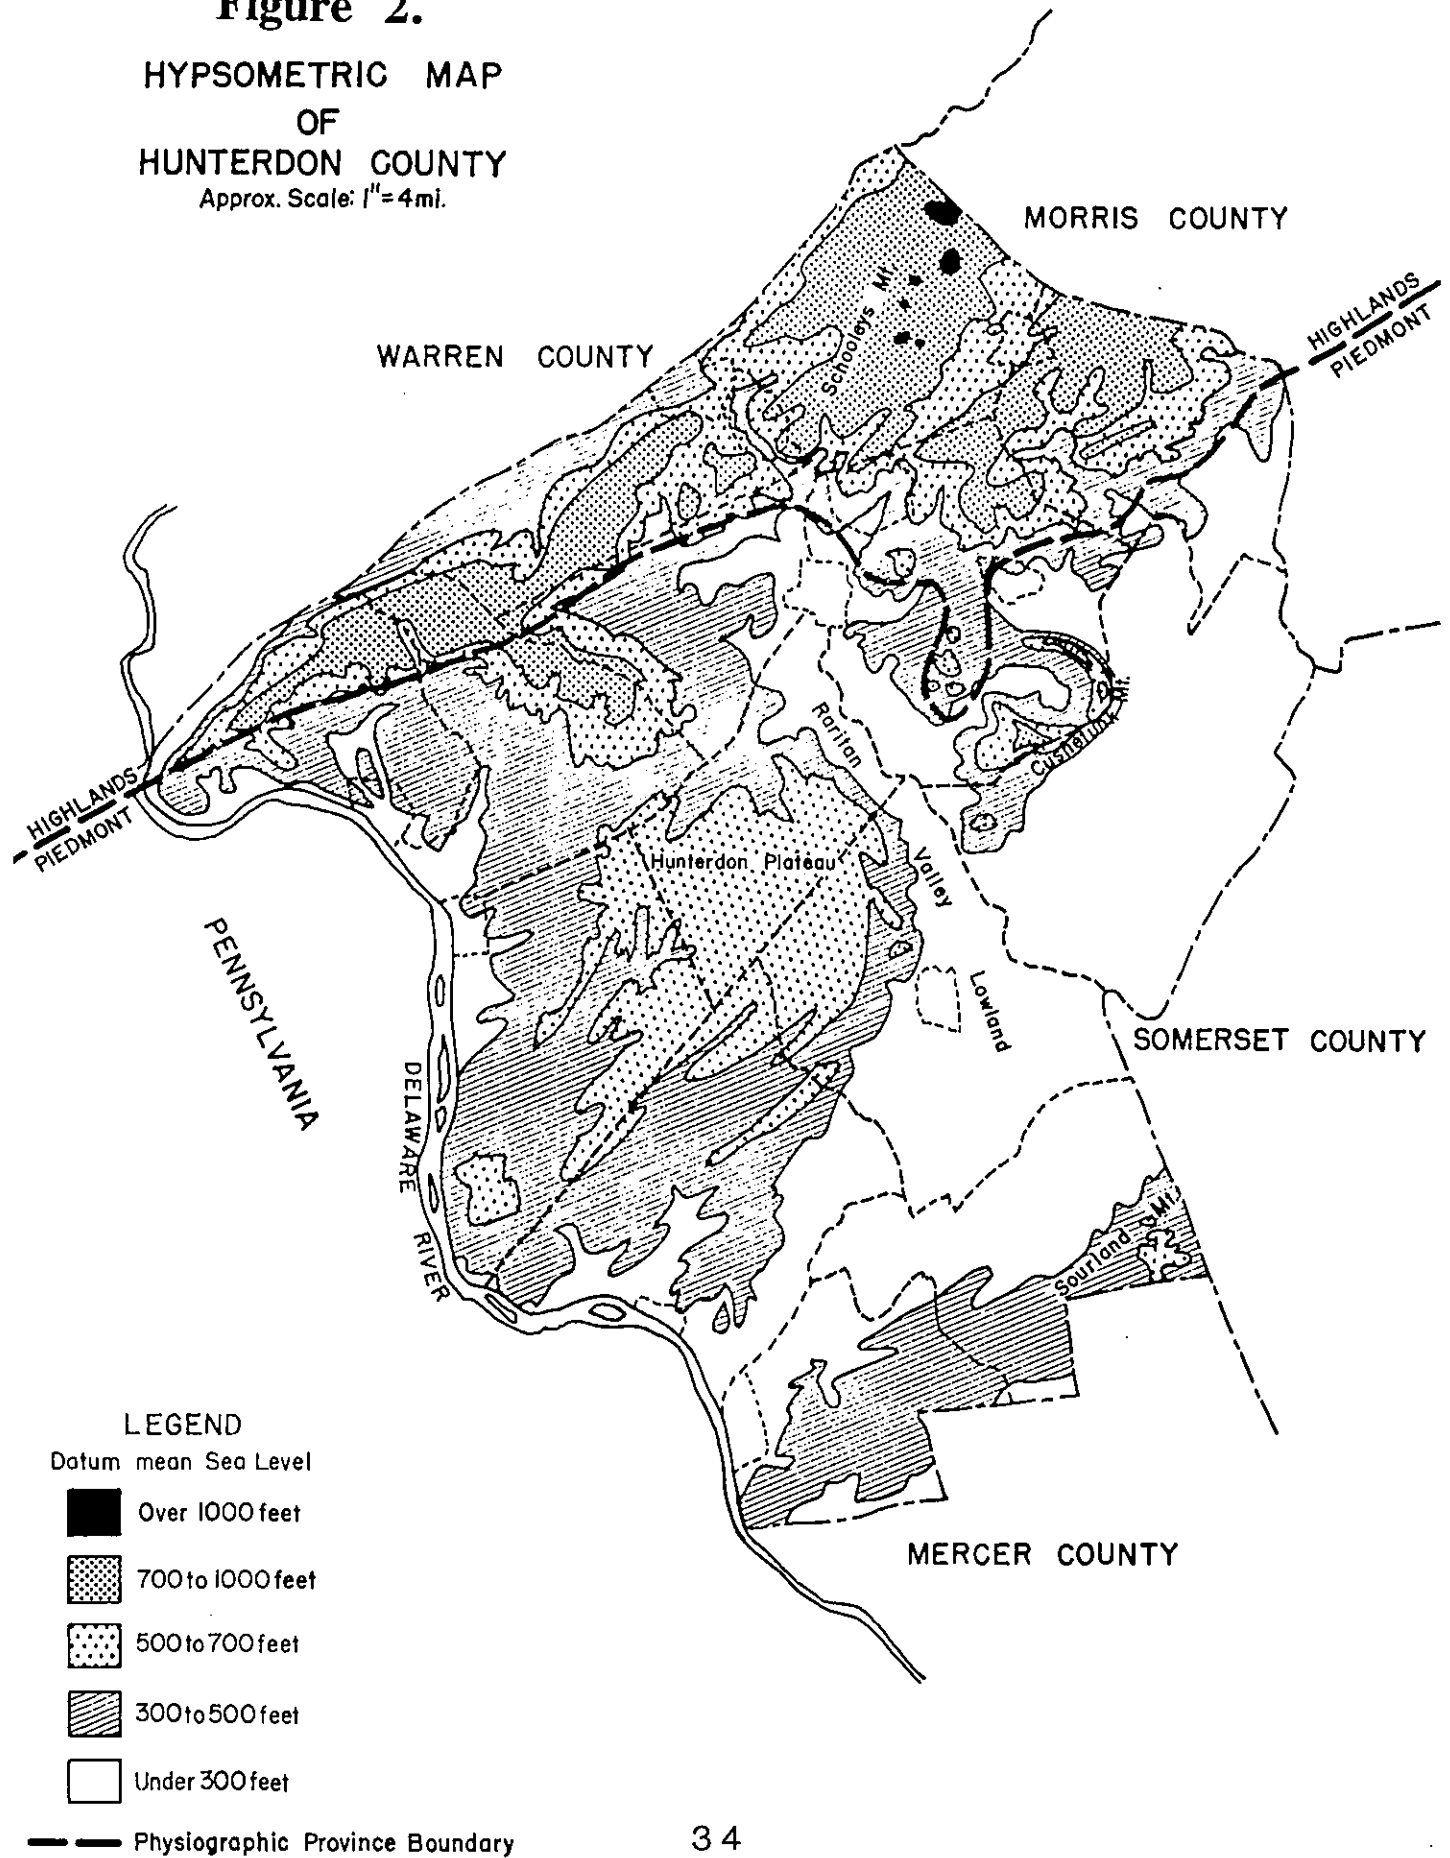 Figure 2.
HYPSOMETRIC MAP
OF
HUNTERDON COUNTY
Approx. Scale: 1"=4mi.
MORRIS COUNTY
HIGHLANDS
PIEDMONT
WARREN COUNTY
Schooleys Mt
Raritan
Valley
Lowland
Cushetunk Mt.
HIGHLANDS
PIEDMONT
Hunterdon Plateau
PENNSYLVANIA
DELAWARE
RIVER
SOMERSET COUNTY
Sourland Mt.
MERCER COUNTY
LEGEND
Datum mean Sea Level
Over 1000 feet
700 to 1000 feet
500 to 700 feet
300 to 500 feet
Under 300 feet
Physiographic Province Boundary
34